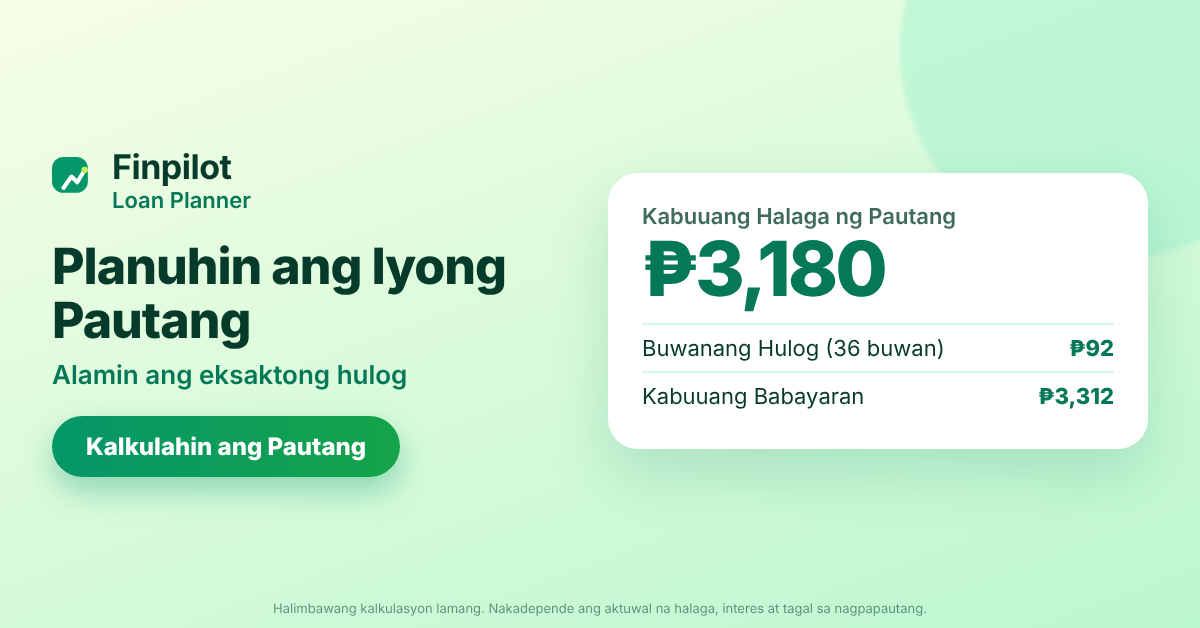 Finpilot
Loan Planner
Planuhin ang Iyong
Pautang
Alamin ang eksaktong hulog
Kalkulahin ang Pautang
Kabuuang Halaga ng Pautang
₱3,180
Buwanang Hulog (36 buwan) ₱92
Kabuuang Babayaran ₱3,312
Halimbawang kalkulasyon lamang. Nakadepende ang aktuwal na halaga, interes at tagal sa nagpapautang.